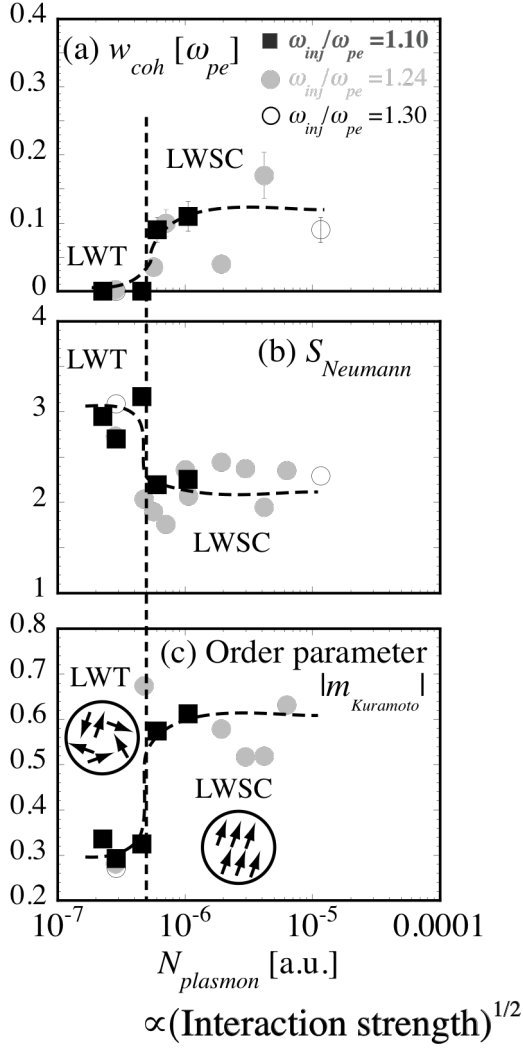 (a) w_coh [ω_pe]
ω_inj/ω_pe =1.10
ω_inj/ω_pe =1.24
ω_inj/ω_pe =1.30
LWSC
LWT
0.4
0.3
0.2
0.1
0
4
3
2
1
LWT
(b) S_Neumann
LWSC
0.8
0.7
0.6
0.5
0.4
0.3
0.2
(c) Order parameter
|m_Kuramoto|
LWT
LWSC
10^-7
10^-6
10^-5
0.0001
N_plasmon [a.u.]
∝(Interaction strength)^1/2